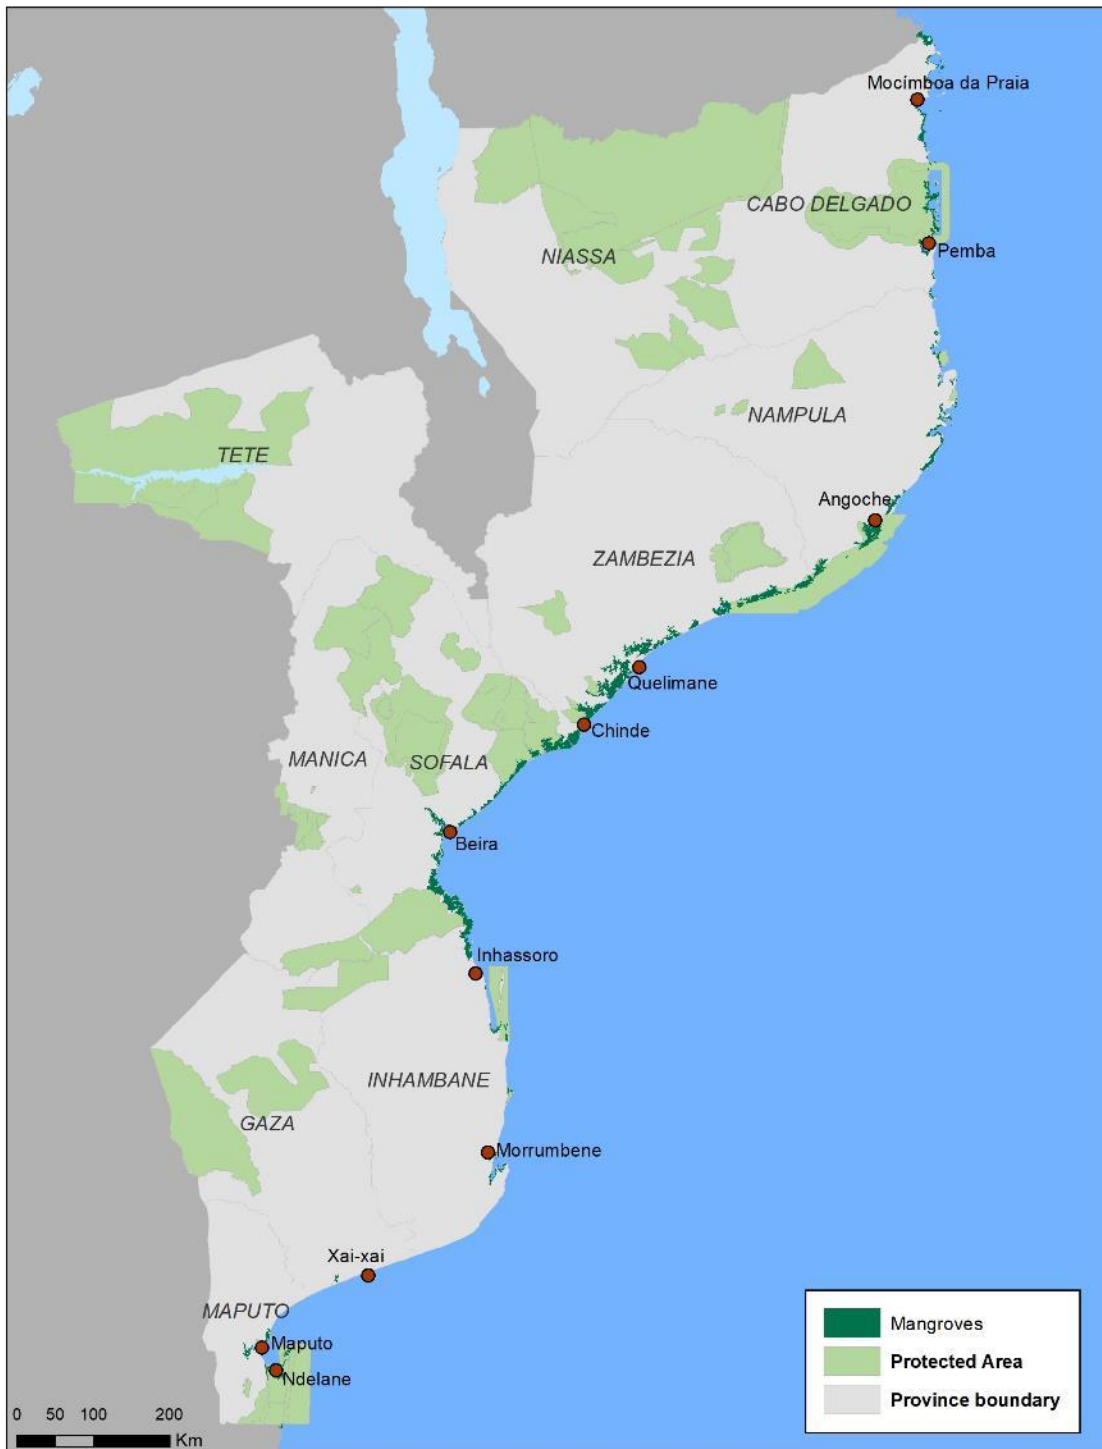 Mocímboa da Praia
CABO DELGADO
NIASSA
Pemba
NAMPULA
TETE
Angoche
ZAMBEZIA
Quelimane
Chinde
MANICA
SOFALA
Beira
Inhassoro
INHAMBANE
GAZA
Morrumbene
Xai-xai
MAPUTO
Maputo
Ndelane
Mangroves
Protected Area
Province boundary
0 50 100 200
Km